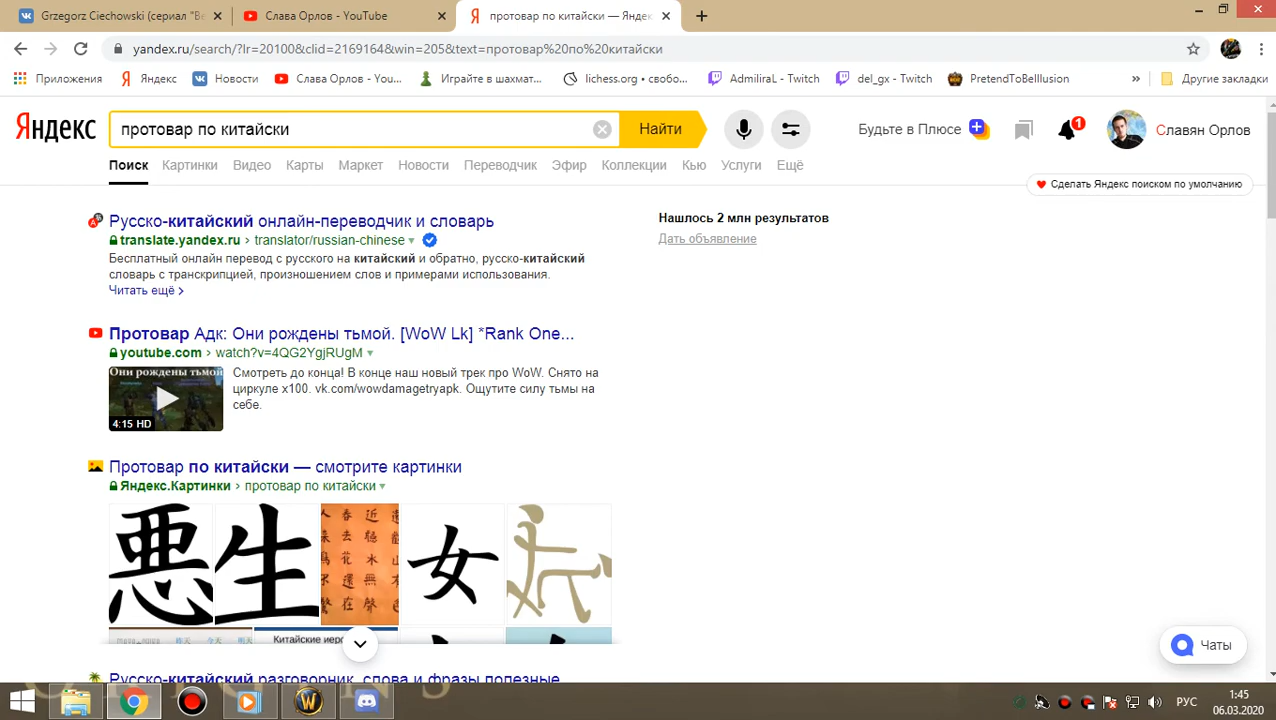 Grzegorz Ciechowski (сериал "Ве
Слава Орлов - YouTube
протовар по китайски — Яндек
yandex.ru/search/?lr=20100&clid=2169164&win=205&text=протовар%20по%20китайски
Приложения
Яндекс
Новости
Слава Орлов - You...
Играйте в шахмат...
lichess.org • свобо...
AdmiralL - Twitch
del_gx - Twitch
PretendToBeIllusion
»
Другие закладки
Яндекс
протовар по китайски
Найти
Будьте в Плюсе
1
Славян Орлов
Поиск Картинки Видео Карты Маркет Новости Переводчик Эфир Коллекции Кью Услуги Ещё
Сделать Яндекс поиском по умолчанию
Русско-китайский онлайн-переводчик и словарь
translate.yandex.ru › translator/russian-chinese
Бесплатный онлайн перевод с русского на китайский и обратно, русско-китайский
словарь с транскрипцией, произношением слов и примерами использования.
Читать ещё ›
Нашлось 2 млн результатов
Дать объявление
Протовар Адк: Они рождены тьмой. [WoW Lk] *Rank One...
youtube.com › watch?v=4QG2YgjRUgM
Они рождены тьмой
4:15 HD
Смотреть до конца! В конце наш новый трек про WoW. Снято на
циркуле x100. vk.com/wowdamagetryapk. Ощутите силу тьмы на
себе.
Протовар по китайски — смотрите картинки
Яндекс.Картинки › протовар по китайски
悪
生
女
Китайские иеро
Чаты
Русско-китайский разговорник, слова и фразы полезные
РУС
1:45
06.03.2020